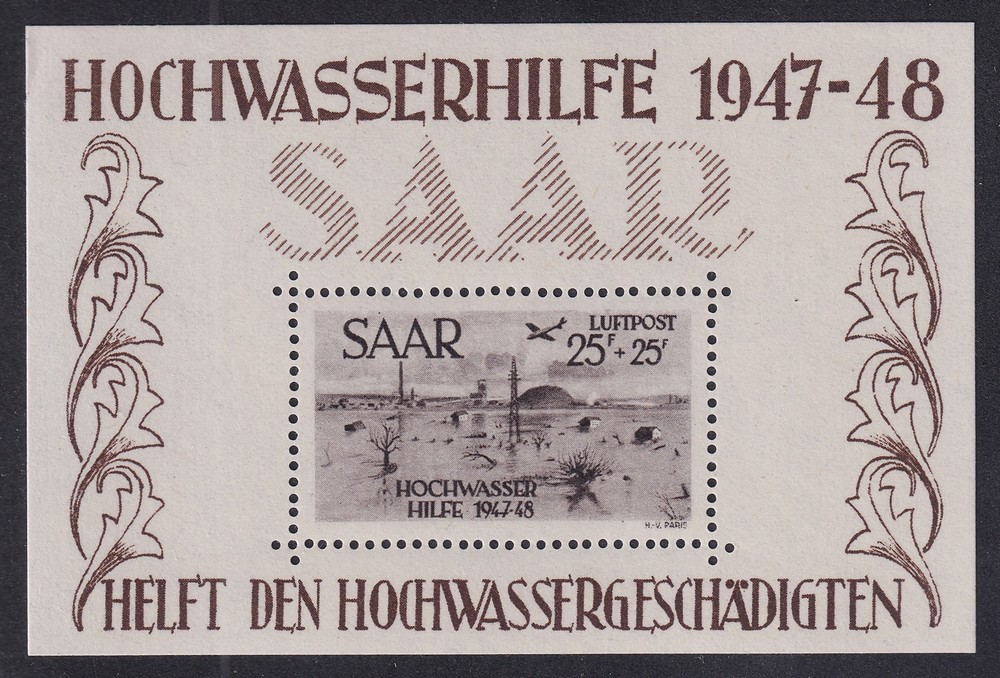 HOCHWASSERHILFE 1947-48
SAAR
SAAR
LUFTPOST
25F + 25F
HOCHWASSER
HILFE 1947-48
H.-V. PARIS
HELFT DEN HOCHWASSERGESCHÄDIGTEN